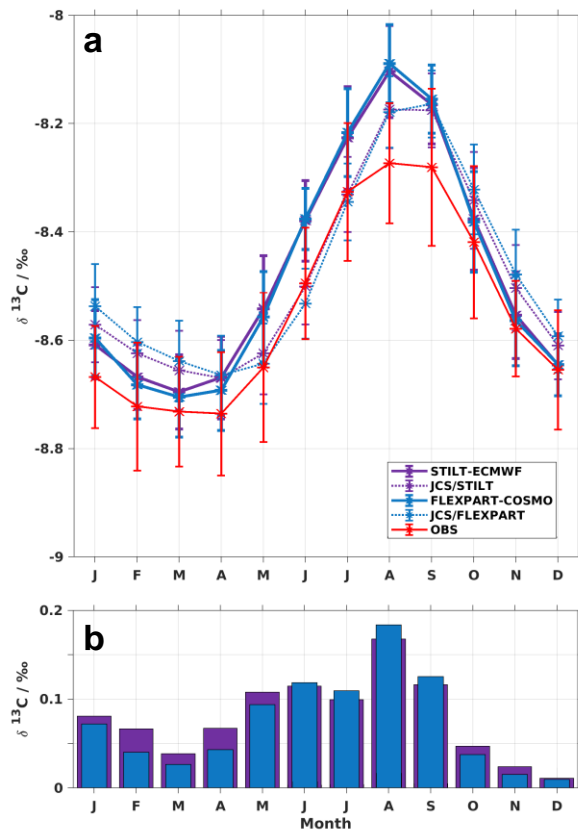 a
-8
-8.2
-8.4
-8.6
-8.8
-9
δ ¹³C / ‰
STILT-ECMWF
JCS/STILT
FLEXPART-COSMO
JCS/FLEXPART
OBS
J F M A M J J A S O N D
b
0.2
0.1
0
δ ¹³C / ‰
J F M A M J J A S O N D
Month